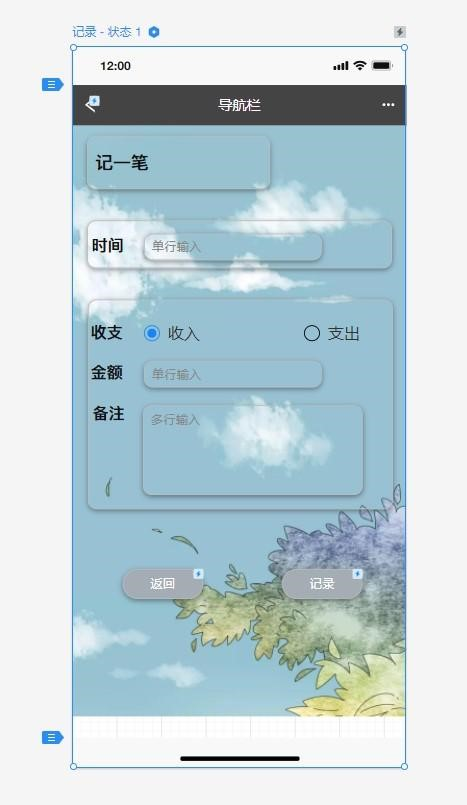 记录 - 状态 1
12:00
导航栏
记一笔
时间 单行输入
收支 收入 支出
金额 单行输入
备注 多行输入
返回 记录